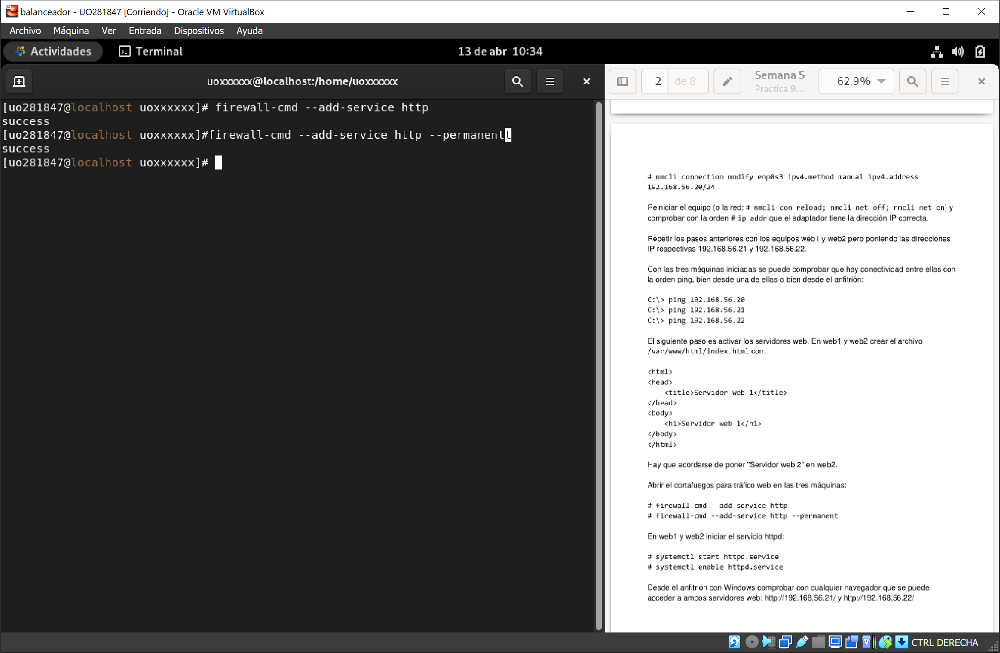 balanceador - UO281847 [Corriendo] - Oracle VM VirtualBox
Archivo Máquina Ver Entrada Dispositivos Ayuda
Actividades Terminal 13 de abr 10:34
uoxxxxxx@localhost:/home/uoxxxxxx
[uo281847@localhost uoxxxxxx]# firewall-cmd --add-service http
success
[uo281847@localhost uoxxxxxx]#firewall-cmd --add-service http --permanentt
success
[uo281847@localhost uoxxxxxx]#
2 de 8 Semana 5 62,9%
Practica 9...
# nmcli connection modify enp0s3 ipv4.method manual ipv4.address
192.168.56.20/24
Reiniciar el equipo (o la red: # nmcli con reload; nmcli net off; nmcli net on) y
comprobar con la orden # ip addr que el adaptador tiene la dirección IP correcta.
Repetir los pasos anteriores con los equipos web1 y web2 pero poniendo las direcciones
IP respectivas 192.168.56.21 y 192.168.56.22.
Con las tres máquinas iniciadas se puede comprobar que hay conectividad entre ellas con
la orden ping, bien desde una de ellas o bien desde el anfitrión:
C:\> ping 192.168.56.20
C:\> ping 192.168.56.21
C:\> ping 192.168.56.22
El siguiente paso es activar los servidores web. En web1 y web2 crear el archivo
/var/www/html/index.html con:
<html>
<head>
<title>Servidor web 1</title>
</head>
<body>
<h1>Servidor web 1</h1>
</body>
</html>
Hay que acordarse de poner "Servidor web 2" en web2.
Abrir el cortafuegos para tráfico web en las tres máquinas:
# firewall-cmd --add-service http
# firewall-cmd --add-service http --permanent
En web1 y web2 iniciar el servicio httpd:
# systemctl start httpd.service
# systemctl enable httpd.service
Desde el anfitrión con Windows comprobar con cualquier navegador que se puede
acceder a ambos servidores web: http://192.168.56.21/ y http://192.168.56.22/
CTRL DERECHA